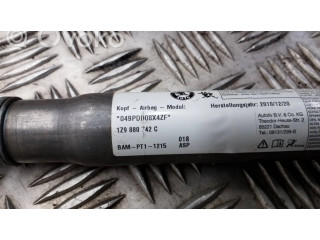 Kopf - Airbag - Modul:
Herstellungsjahr: 2010/12/20
*049PD008X4ZF*
1Z9 880 742 C
018
BAM-PT1-1215 ASP
Autoliv B.V. & Co. KG
Theodor-Heuss-Str. 2
85221 Dachau